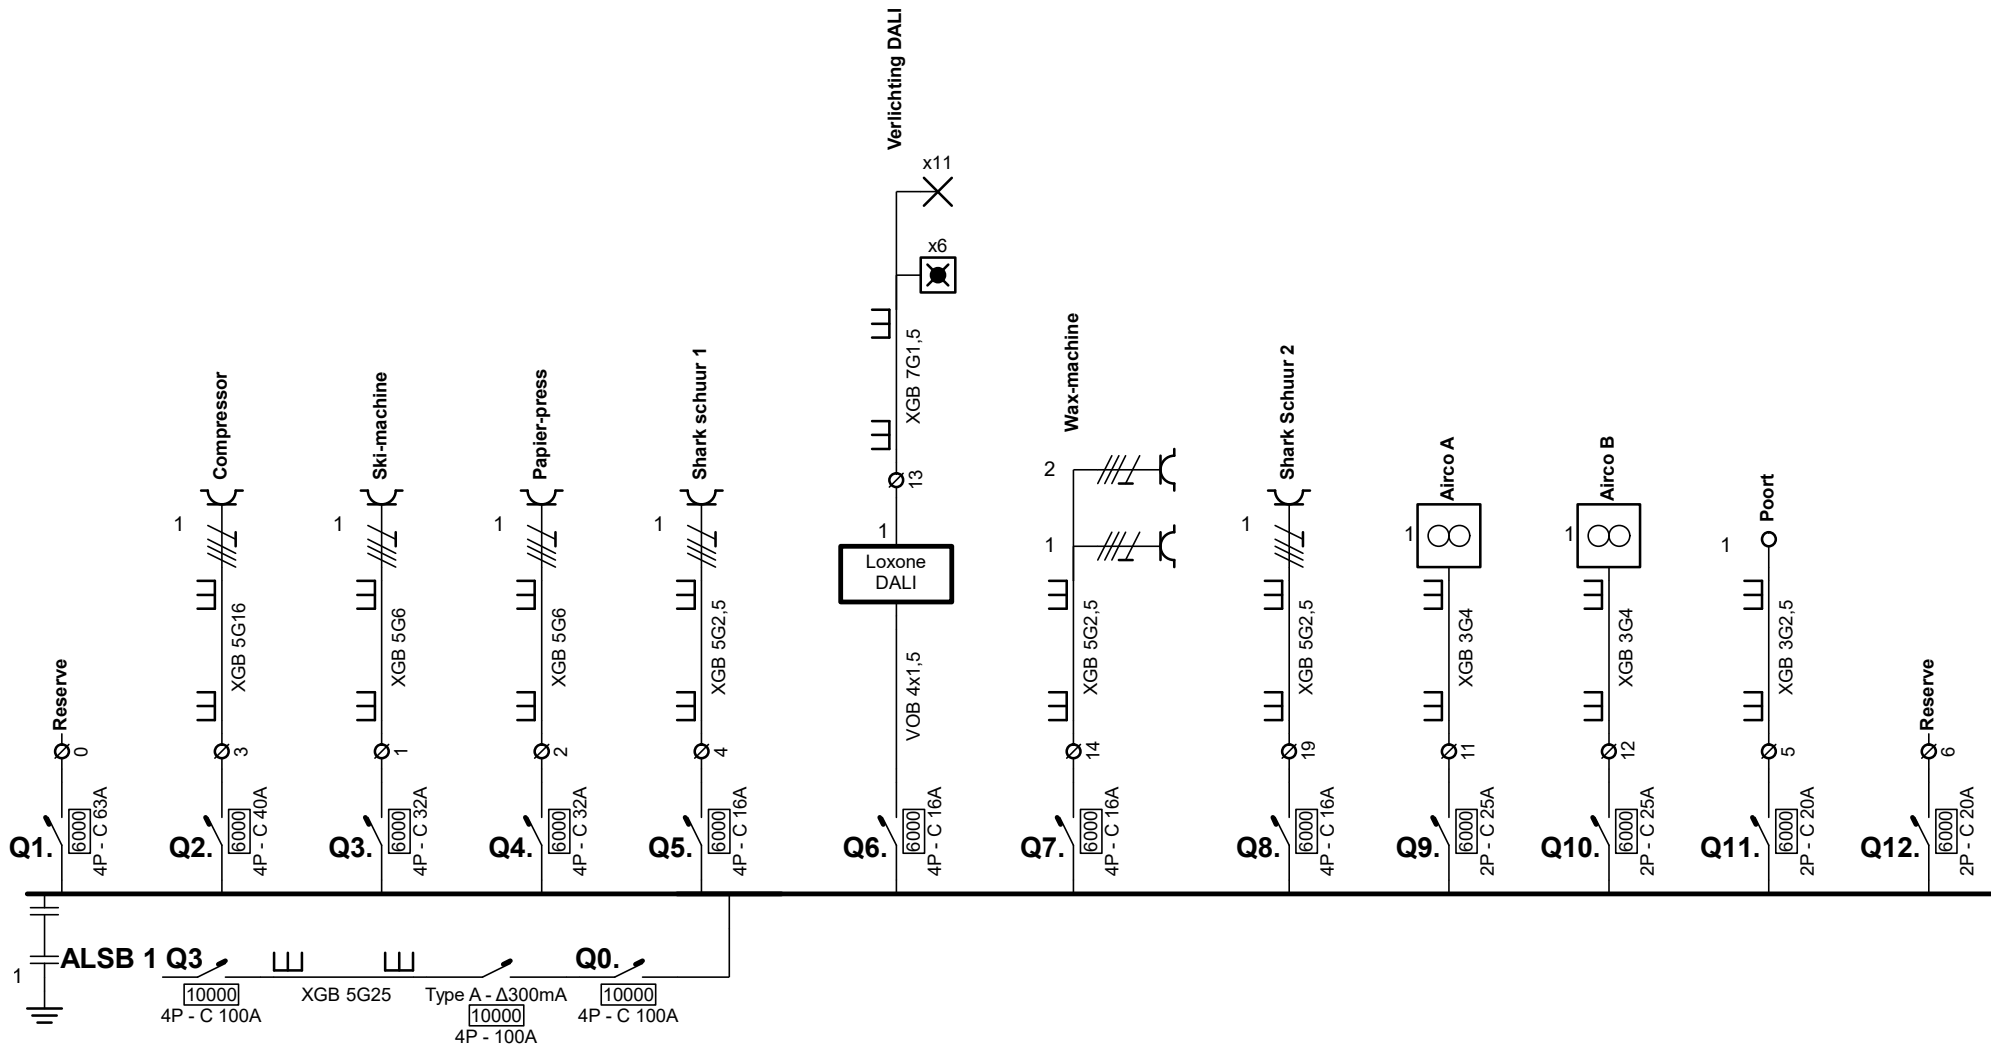 Verlichting DALI
x11
x6
XGB 7G1,5
13
1
Loxone
DALI
VOB 4x1,5
Reserve
0
6000
4P - C 63A
Q1.
Compressor
1
XGB 5G16
3
6000
4P - C 40A
Q2.
Ski-machine
1
XGB 5G6
1
6000
4P - C 32A
Q3.
Papier-press
1
XGB 5G6
2
6000
4P - C 32A
Q4.
Shark schuur 1
1
XGB 5G2,5
4
6000
4P - C 16A
Q5.
6000
4P - C 16A
Q6.
Wax-machine
2
1
XGB 5G2,5
14
6000
4P - C 16A
Q7.
Shark Schuur 2
1
XGB 5G2,5
19
6000
4P - C 16A
Q8.
Airco A
1
XGB 3G4
11
6000
2P - C 25A
Q9.
Airco B
1
XGB 3G4
12
6000
2P - C 25A
Q10.
Poort
1
XGB 3G2,5
5
6000
2P - C 20A
Q11.
Reserve
6
6000
2P - C 20A
Q12.
1
ALSB 1 Q3
10000
4P - C 100A
XGB 5G25
Type A - Δ300mA
10000
4P - 100A
Q0.
10000
4P - C 100A